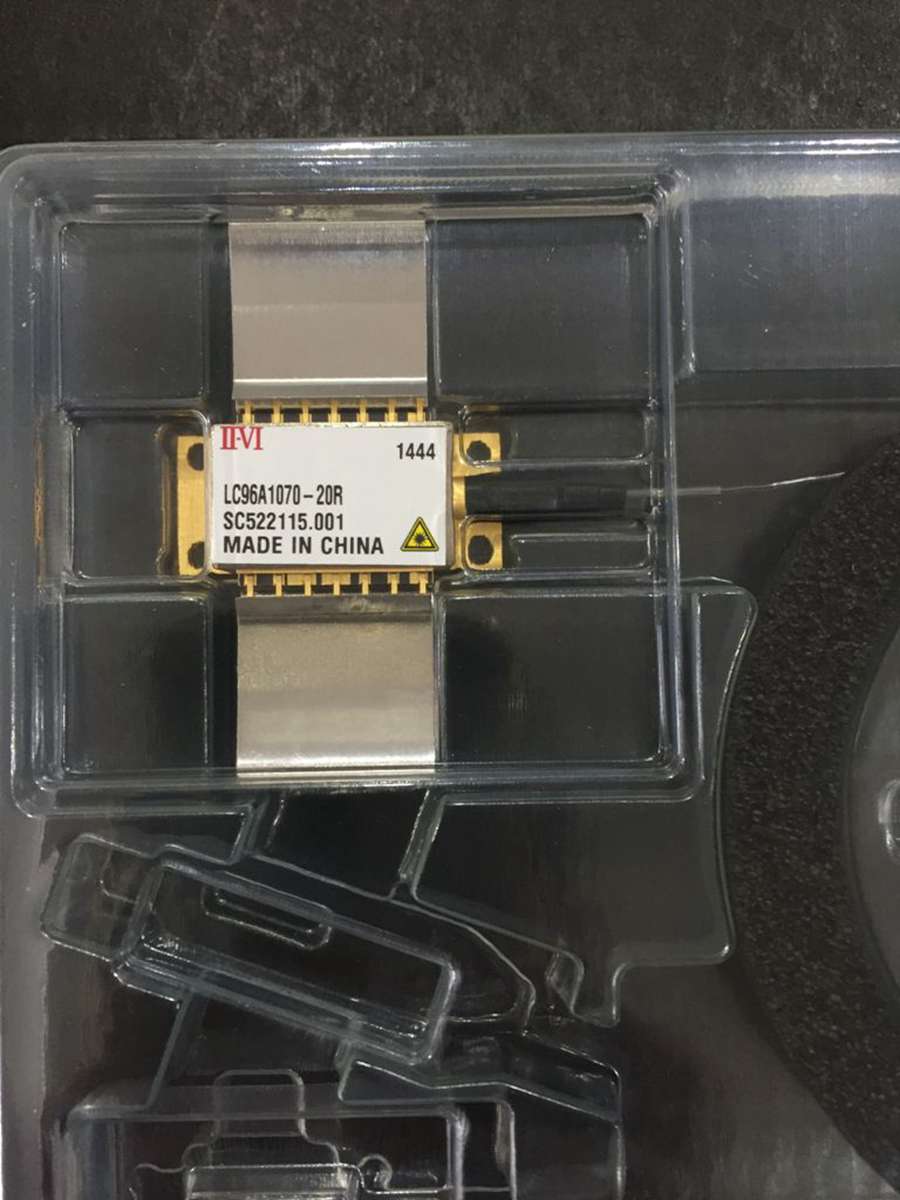 II-VI
1444
LC96A1070-20R
SC522115.001
MADE IN CHINA